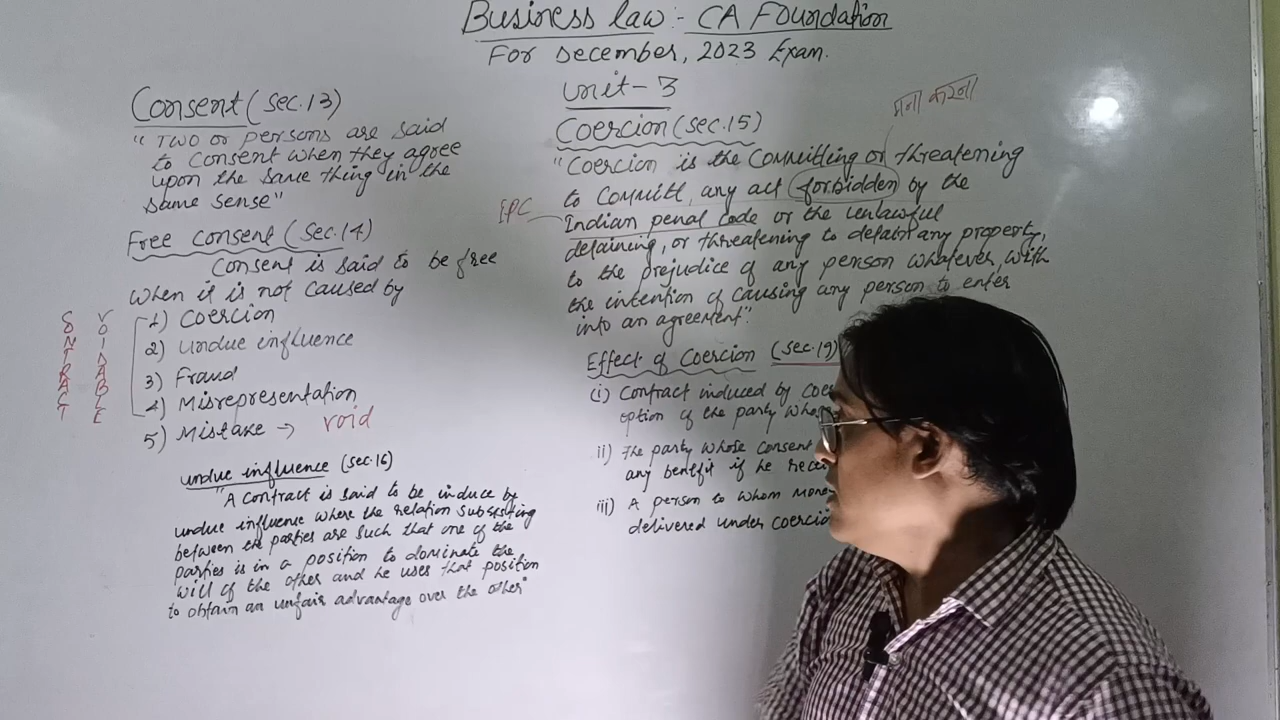 Business law :- CA Foundation
For December, 2023 Exam.
Unit - 3
Consent (sec.13)
"Two or persons are said
to consent when they agree
upon the same thing in the
same sense"
Free consent (sec.14)
Consent is said to be free
when it is not caused by
1) Coercion
2) Undue influence
3) Fraud
4) Misrepresentation
5) Mistake → void
VOIDABLE
CONTRACT
undue influence (sec.16)
"A contract is said to be induce by
undue influence where the relation subsisting
between the parties are such that one of the
parties is in a position to dominate the
will of the other and he uses that position
to obtain an unfair advantage over the other"
मना करना
Coercion (sec.15)
"Coercion is the committing or threatening
to committ, any act forbidden by the
IPC
Indian penal code or the unlawful
detaining, or threatening to detain any property,
to the prejudice of any person whatever, with
the intention of causing any person to enter
into an agreement".
Effect of Coercion (sec.19)
(i) Contract induced by
option of the party
ii) The party whose consent
any benefit if he
iii) A person to whom
delivered under